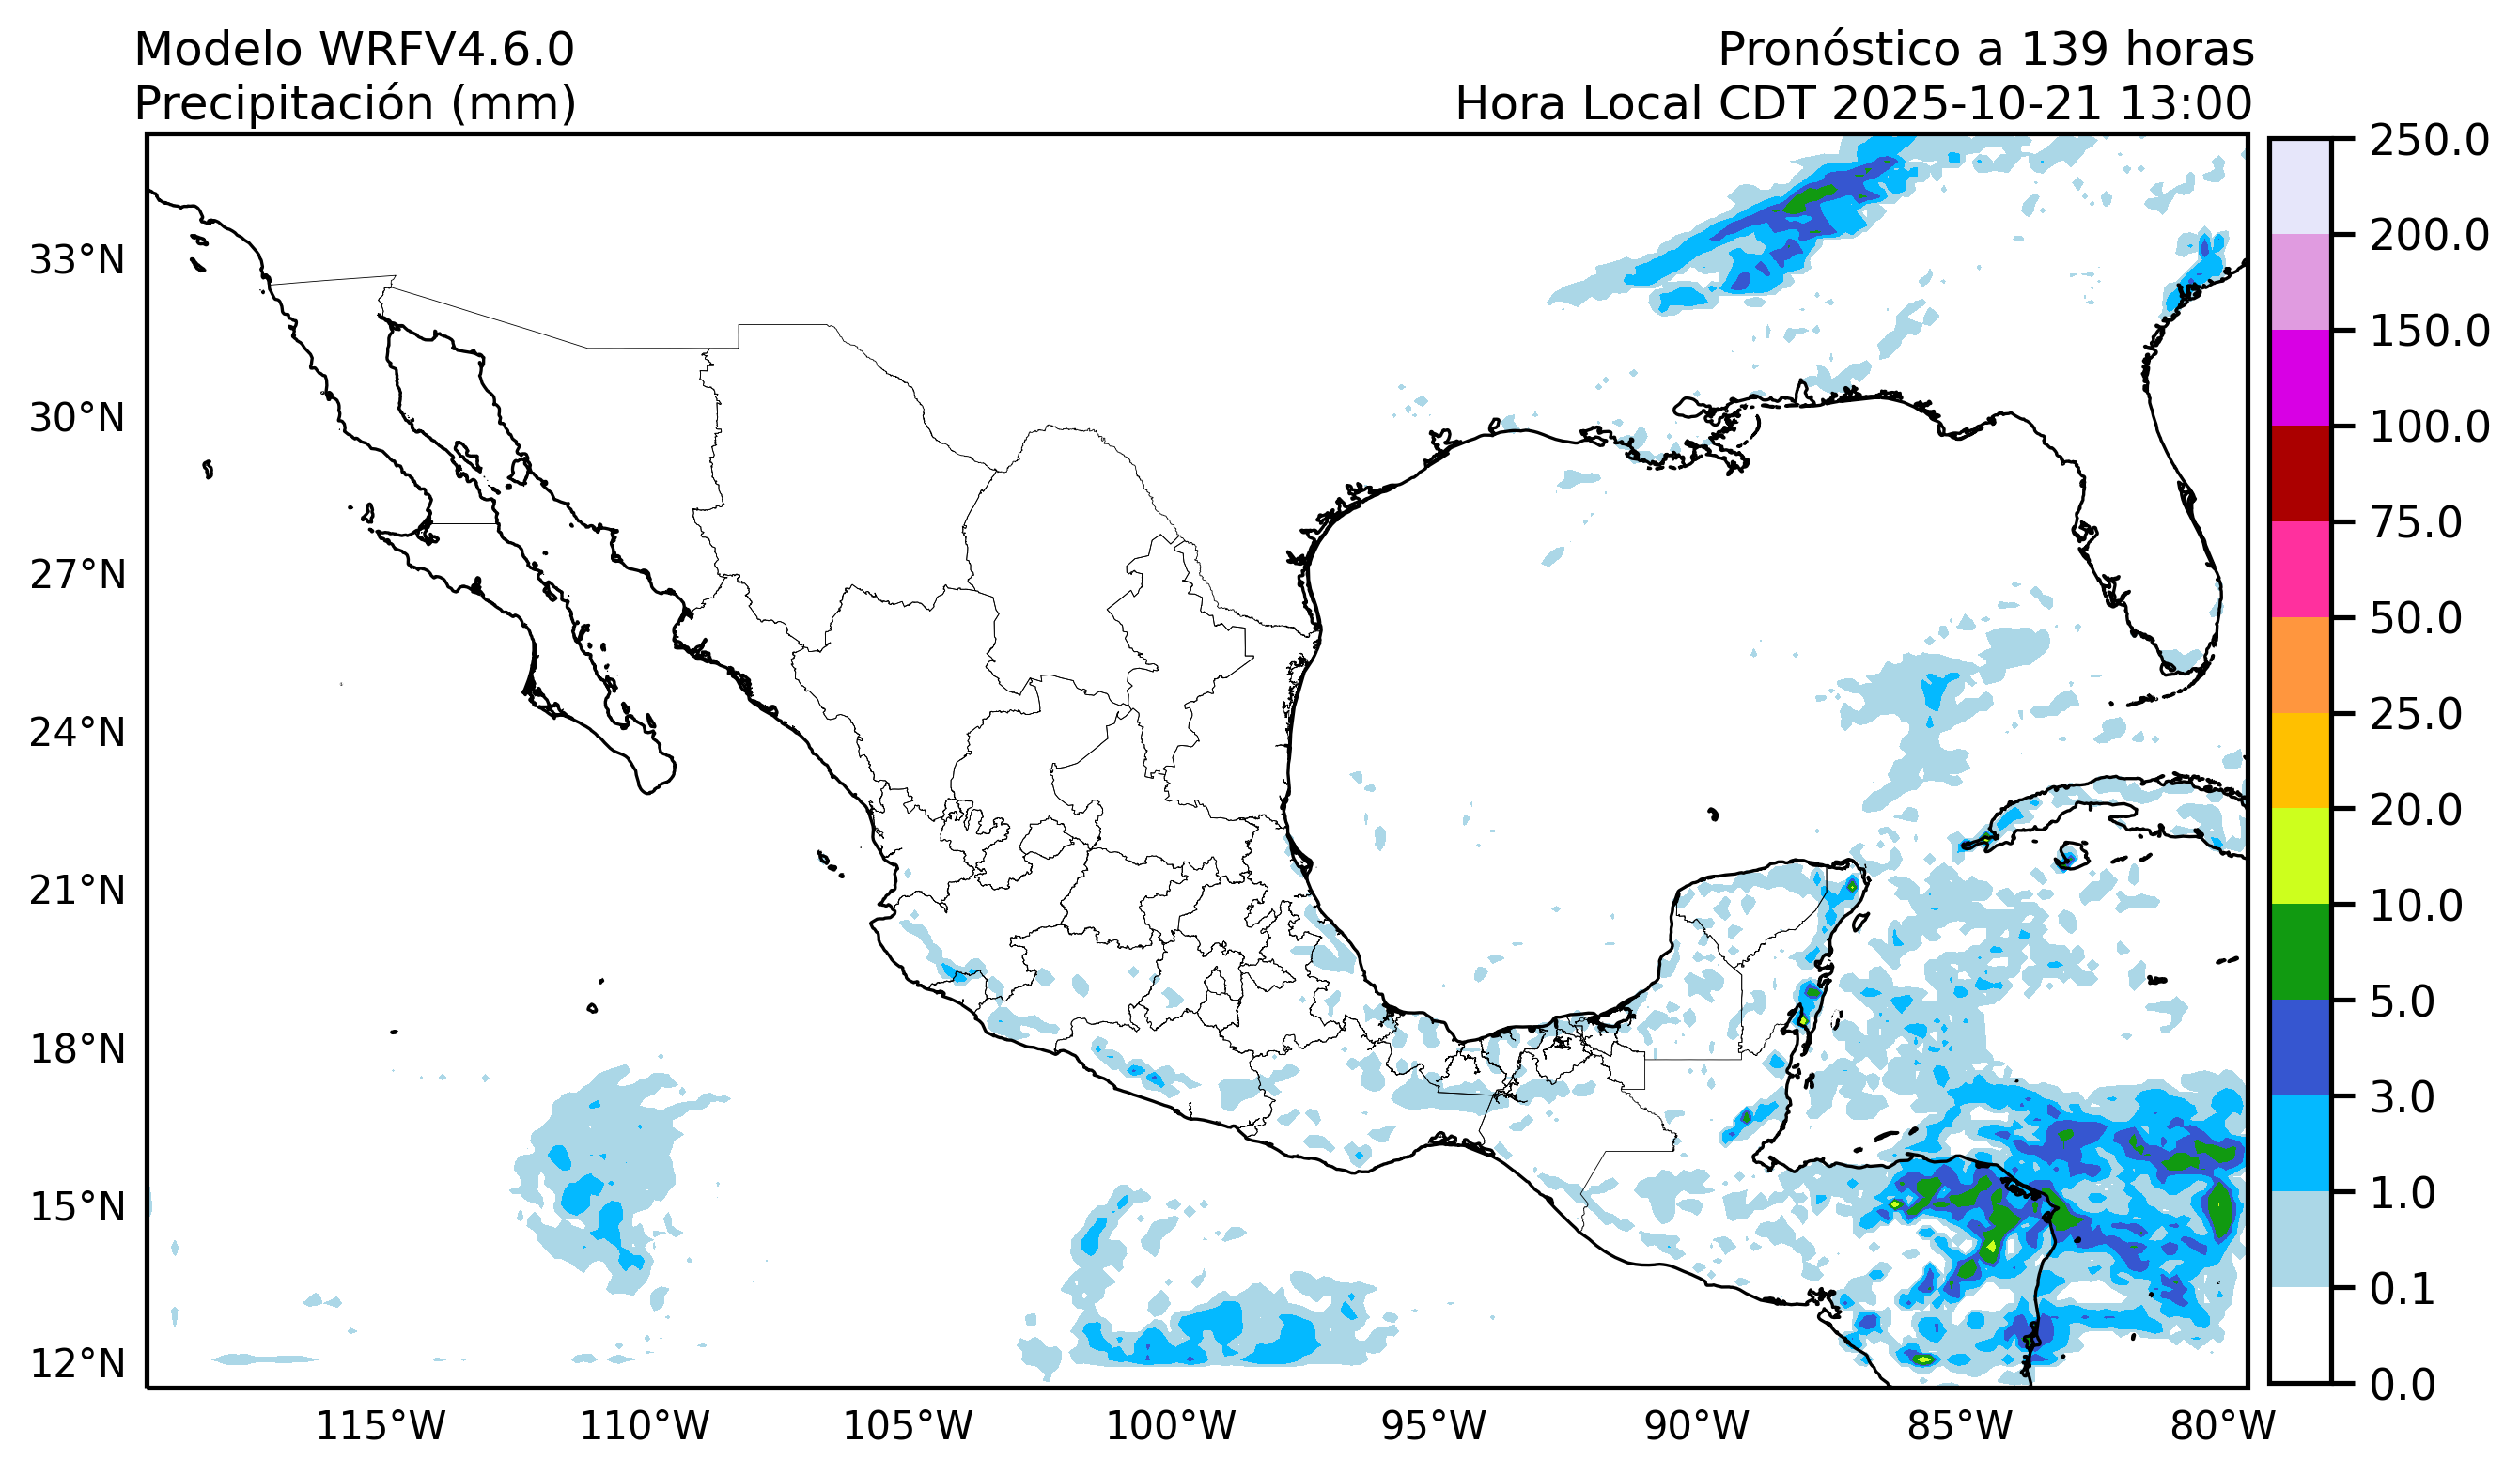 Modelo WRFV4.6.0
Precipitación (mm)
Pronóstico a 139 horas
Hora Local CDT 2025-10-21 13:00
33°N
30°N
27°N
24°N
21°N
18°N
15°N
12°N
115°W
110°W
105°W
100°W
95°W
90°W
85°W
80°W
250.0
200.0
150.0
100.0
75.0
50.0
25.0
20.0
10.0
5.0
3.0
1.0
0.1
0.0